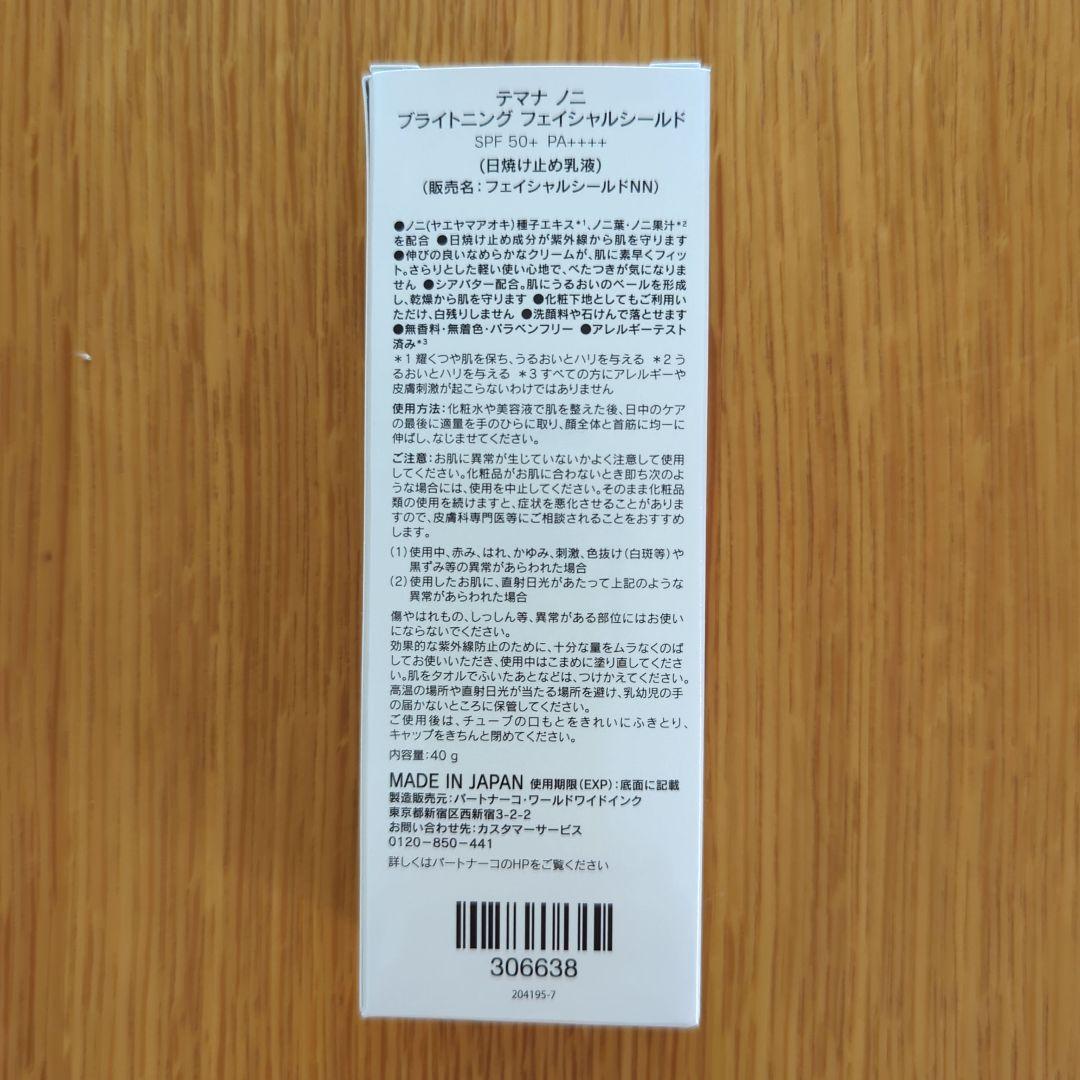 テマナ ノニ
ブライトニング フェイシャルシールド
SPF 50+ PA++++
(日焼け止め乳液)
(販売名：フェイシャルシールドNN)
●ノニ(ヤエヤマアオキ)種子エキス*1、ノニ葉・ノニ果汁*2
を配合 ●日焼け止め成分が紫外線から肌を守ります
●伸びの良いなめらかなクリームが、肌に素早くフィッ
ト。さらりとした軽い使い心地で、べたつきが気になりま
せん ●シアバター配合。肌にうるおいのベールを形成
し、乾燥から肌を守ります ●化粧下地としてもご利用い
ただけ、白残りしません ●洗顔料や石けんで落とせます
●無香料・無着色・パラベンフリー ●アレルギーテスト
済み*3
*1 耀くつや肌を保ち、うるおいとハリを与える *2 う
るおいとハリを与える *3 すべての方にアレルギーや
皮膚刺激が起こらないわけではありません
使用方法：化粧水や美容液で肌を整えた後、日中のケア
の最後に適量を手のひらに取り、顔全体と首筋に均一に
伸ばし、なじませてください。
ご注意：お肌に異常が生じていないかよく注意して使用
してください。化粧品がお肌に合わないとき即ち次のよ
うな場合には、使用を中止してください。そのまま化粧品
類の使用を続けますと、症状を悪化させることがありま
すので、皮膚科専門医等にご相談されることをおすすめ
します。
(1)使用中、赤み、はれ、かゆみ、刺激、色抜け(白斑等)や
黒ずみ等の異常があらわれた場合
(2)使用したお肌に、直射日光があたって上記のような
異常があらわれた場合
傷やはれもの、しっしん等、異常がある部位にはお使い
にならないでください。
効果的な紫外線防止のために、十分な量をムラなくのば
してお使いいただき、使用中はこまめに塗り直してくださ
い。肌をタオルでふいたあとなどは、つけかえてください。
高温の場所や直射日光が当たる場所を避け、乳幼児の手
の届かないところに保管してください。
ご使用後は、チューブの口もとをきれいにふきとり、
キャップをきちんと閉めてください。
内容量：40 g
MADE IN JAPAN 使用期限(EXP)：底面に記載
製造販売元：パートナーコ・ワールドワイドインク
東京都新宿区西新宿3-2-2
お問い合わせ先：カスタマーサービス
0120-850-441
詳しくはパートナーコのHPをご覧ください
306638
204195-7